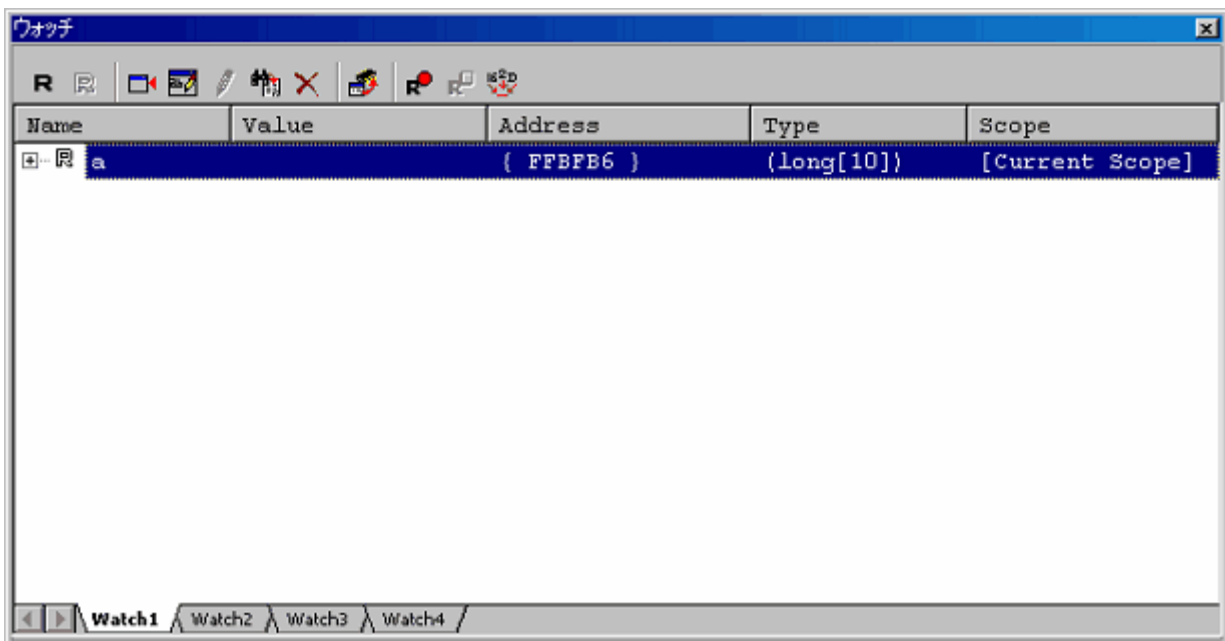 ウォッチ
Name Value Address Type Scope
a { FFBFB6 } (long[10]) [Current Scope]
Watch1 Watch2 Watch3 Watch4